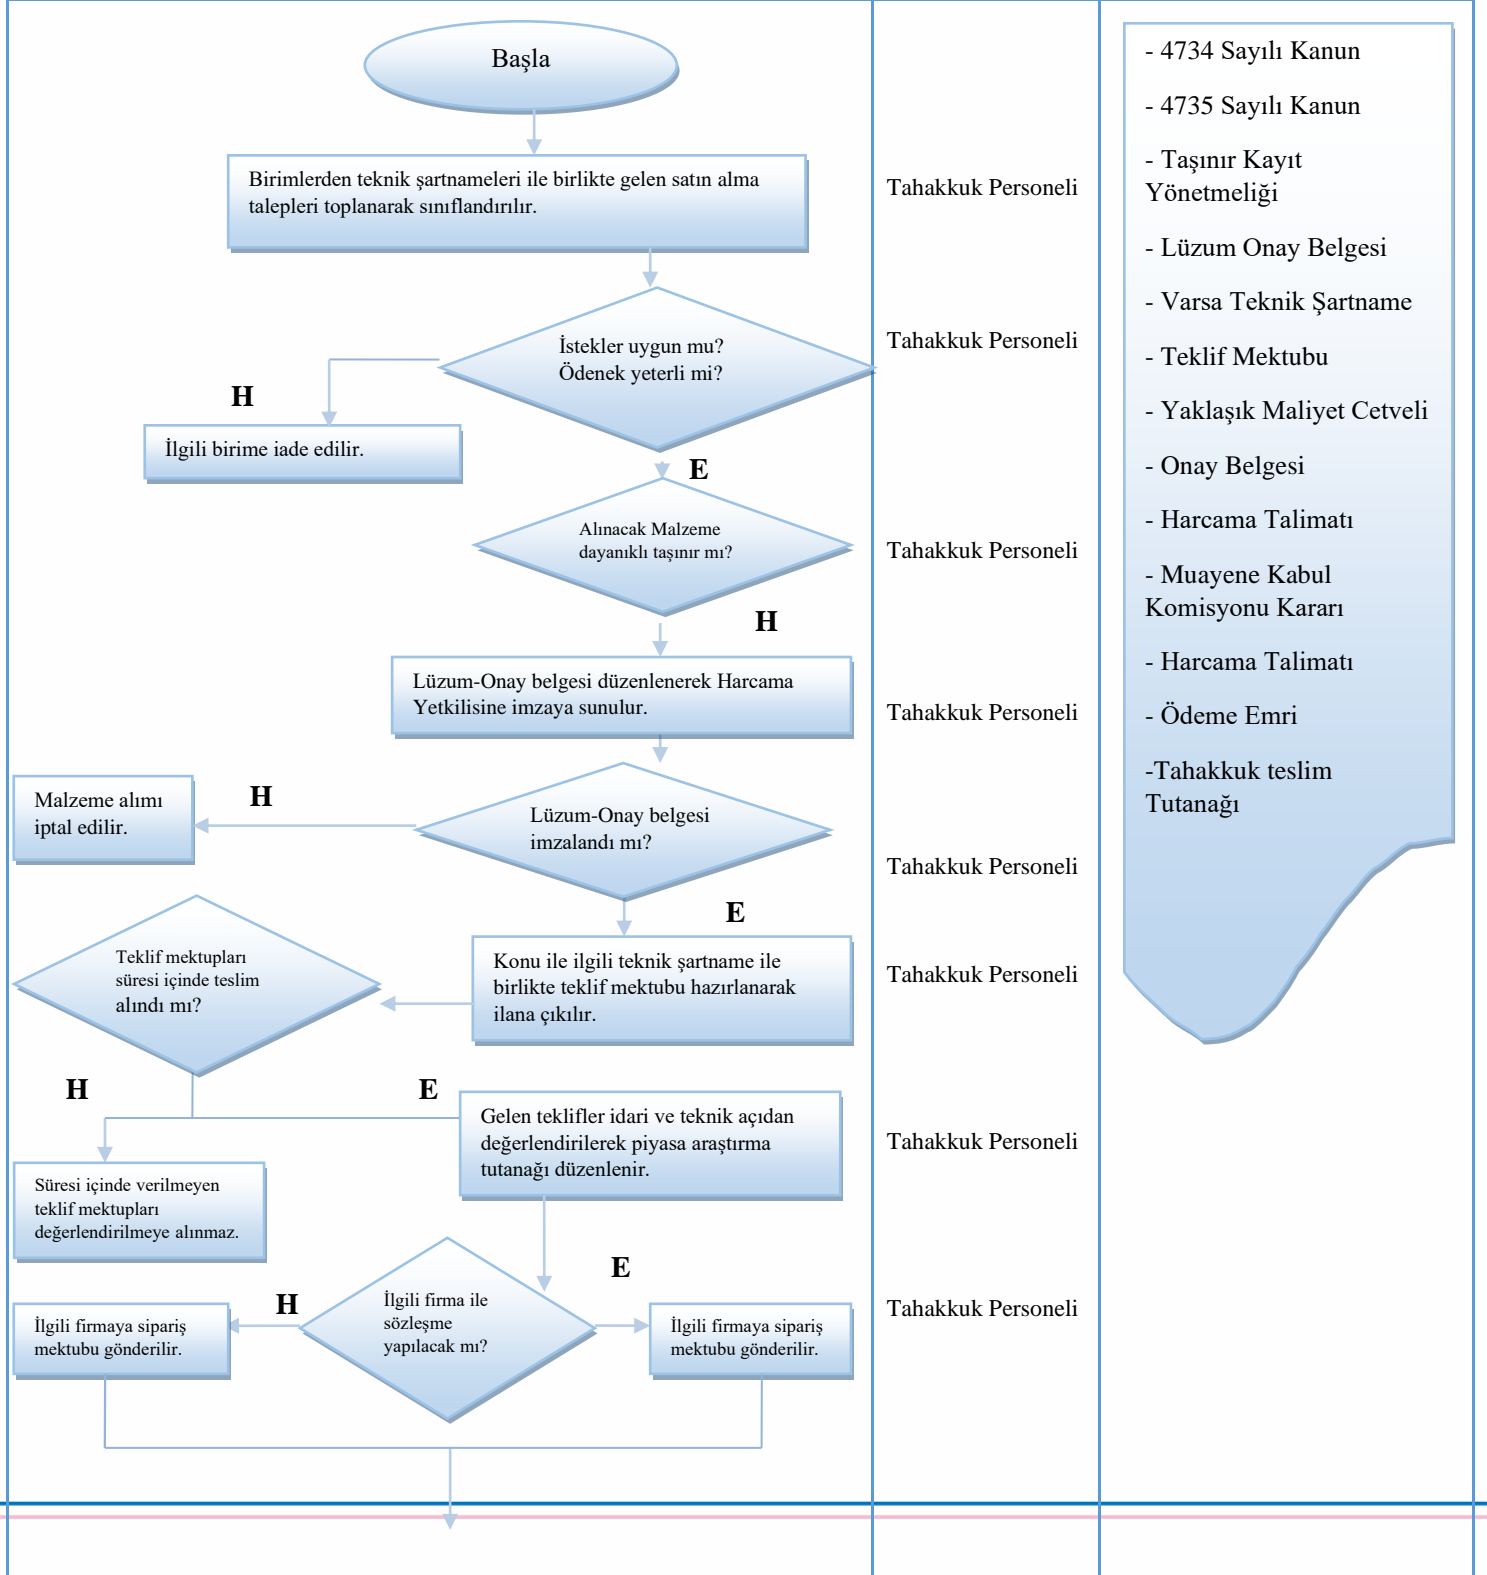 Başla
Birimlerden teknik şartnameleri ile birlikte gelen satın alma
talepleri toplanarak sınıflandırılır.
Tahakkuk Personeli
İstekler uygun mu?
Ödenek yeterli mi?
Tahakkuk Personeli
H
İlgili birime iade edilir.
E
Alınacak Malzeme
dayanıklı taşınır mı?
Tahakkuk Personeli
H
Lüzum-Onay belgesi düzenlenerek Harcama
Yetkilisine imzaya sunulur.
Tahakkuk Personeli
Lüzum-Onay belgesi
imzalandı mı?
H
Malzeme alımı
iptal edilir.
Tahakkuk Personeli
E
Konu ile ilgili teknik şartname ile
birlikte teklif mektubu hazırlanarak
ilana çıkılır.
Tahakkuk Personeli
Teklif mektupları
süresi içinde teslim
alındı mı?
H
E
Gelen teklifler idari ve teknik açıdan
değerlendirilerek piyasa araştırma
tutanağı düzenlenir.
Tahakkuk Personeli
Süresi içinde verilmeyen
teklif mektupları
değerlendirilmeye alınmaz.
İlgili firma ile
sözleşme
yapılacak mı?
H
E
İlgili firmaya sipariş
mektubu gönderilir.
İlgili firmaya sipariş
mektubu gönderilir.
Tahakkuk Personeli
- 4734 Sayılı Kanun
- 4735 Sayılı Kanun
- Taşınır Kayıt
Yönetmeliği
- Lüzum Onay Belgesi
- Varsa Teknik Şartname
- Teklif Mektubu
- Yaklaşık Maliyet Cetveli
- Onay Belgesi
- Harcama Talimatı
- Muayene Kabul
Komisyonu Kararı
- Harcama Talimatı
- Ödeme Emri
-Tahakkuk teslim
Tutanağı